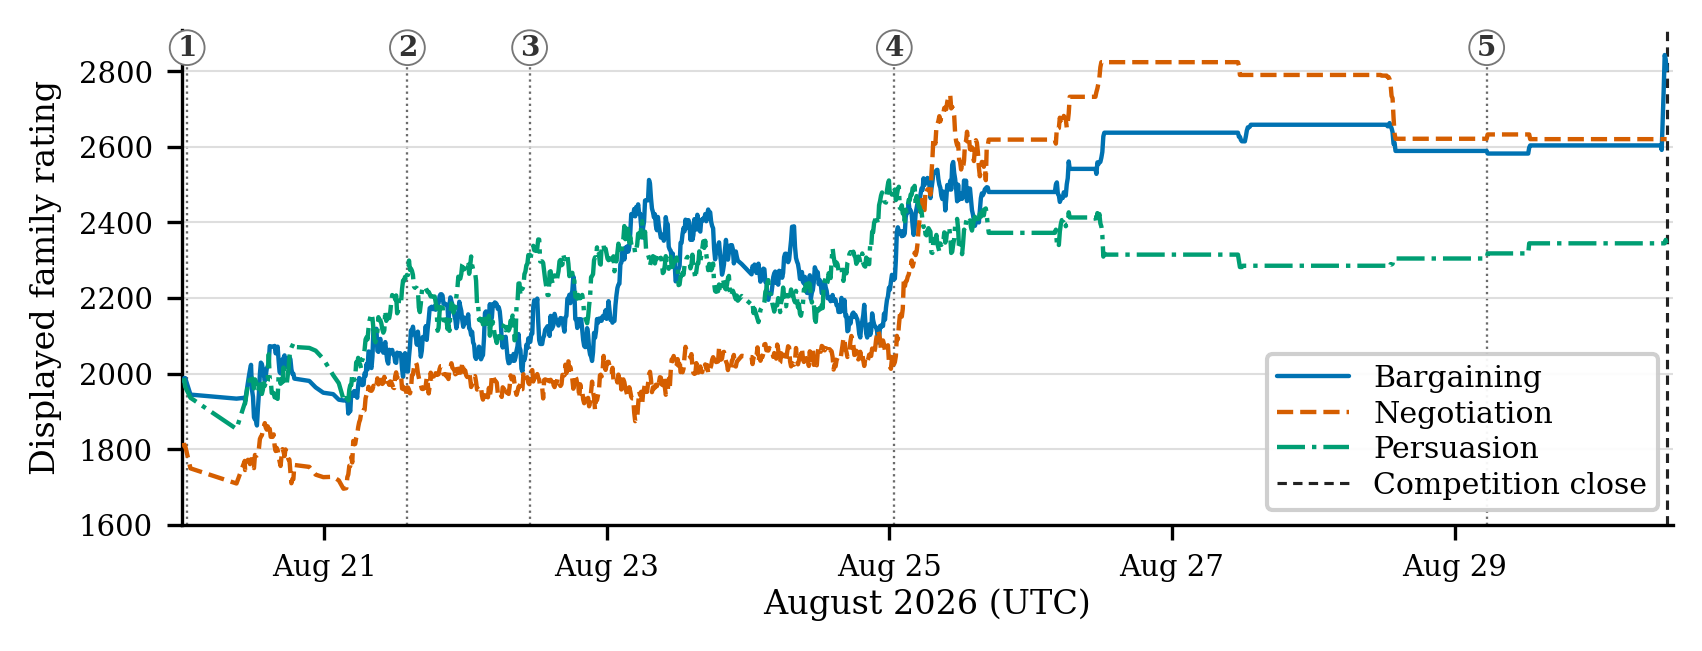 1 2 3 4 5
Displayed family rating
2800
2600
2400
2200
2000
1800
1600
Bargaining
Negotiation
Persuasion
Competition close
Aug 21 Aug 23 Aug 25 Aug 27 Aug 29
August 2026 (UTC)